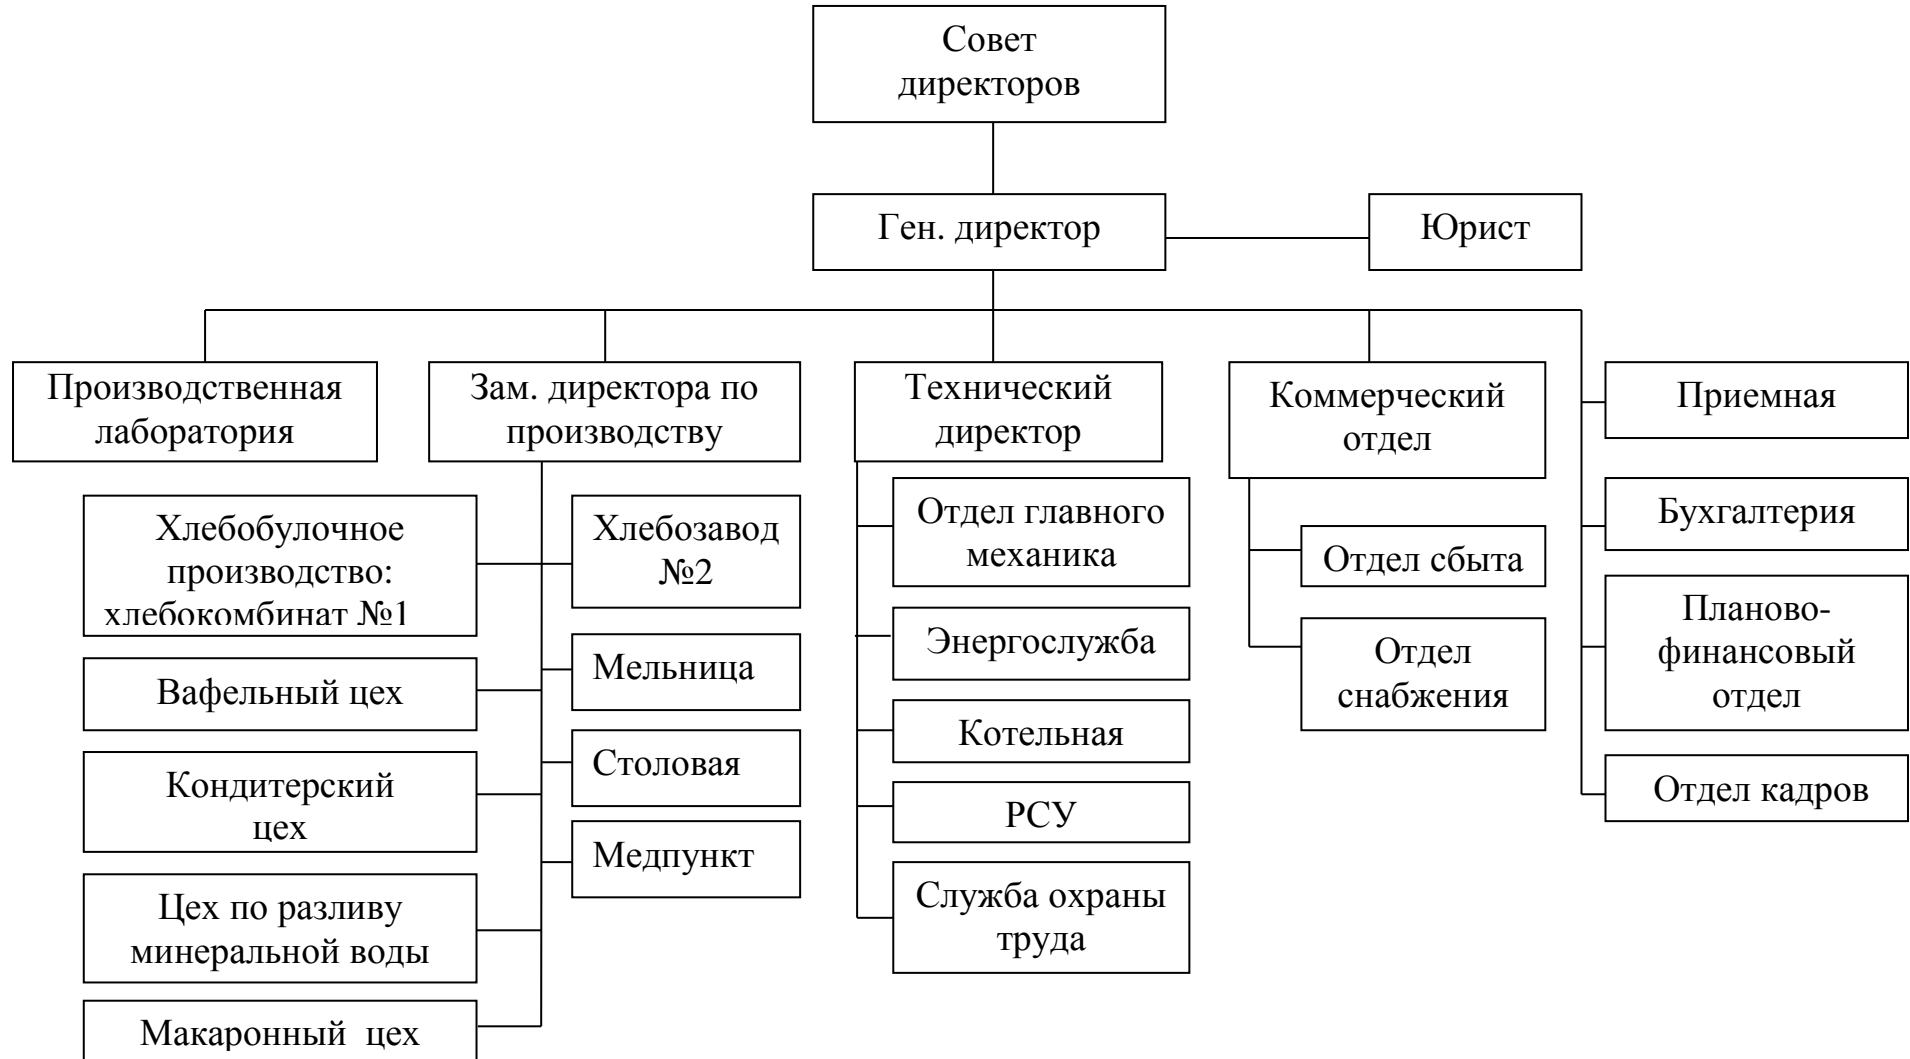 Совет
директоров
Ген. директор
Юрист
Производственная
лаборатория
Зам. директора по
производству
Технический
директор
Коммерческий
отдел
Приемная
Бухгалтерия
Планово-
финансовый
отдел
Отдел кадров
Хлебобулочное
производство:
хлебокомбинат №1
Вафельный цех
Кондитерский
цех
Цех по разливу
минеральной воды
Макаронный цех
Хлебозавод
№2
Мельница
Столовая
Медпункт
Отдел главного
механика
Энергослужба
Котельная
РСУ
Служба охраны
труда
Отдел сбыта
Отдел
снабжения